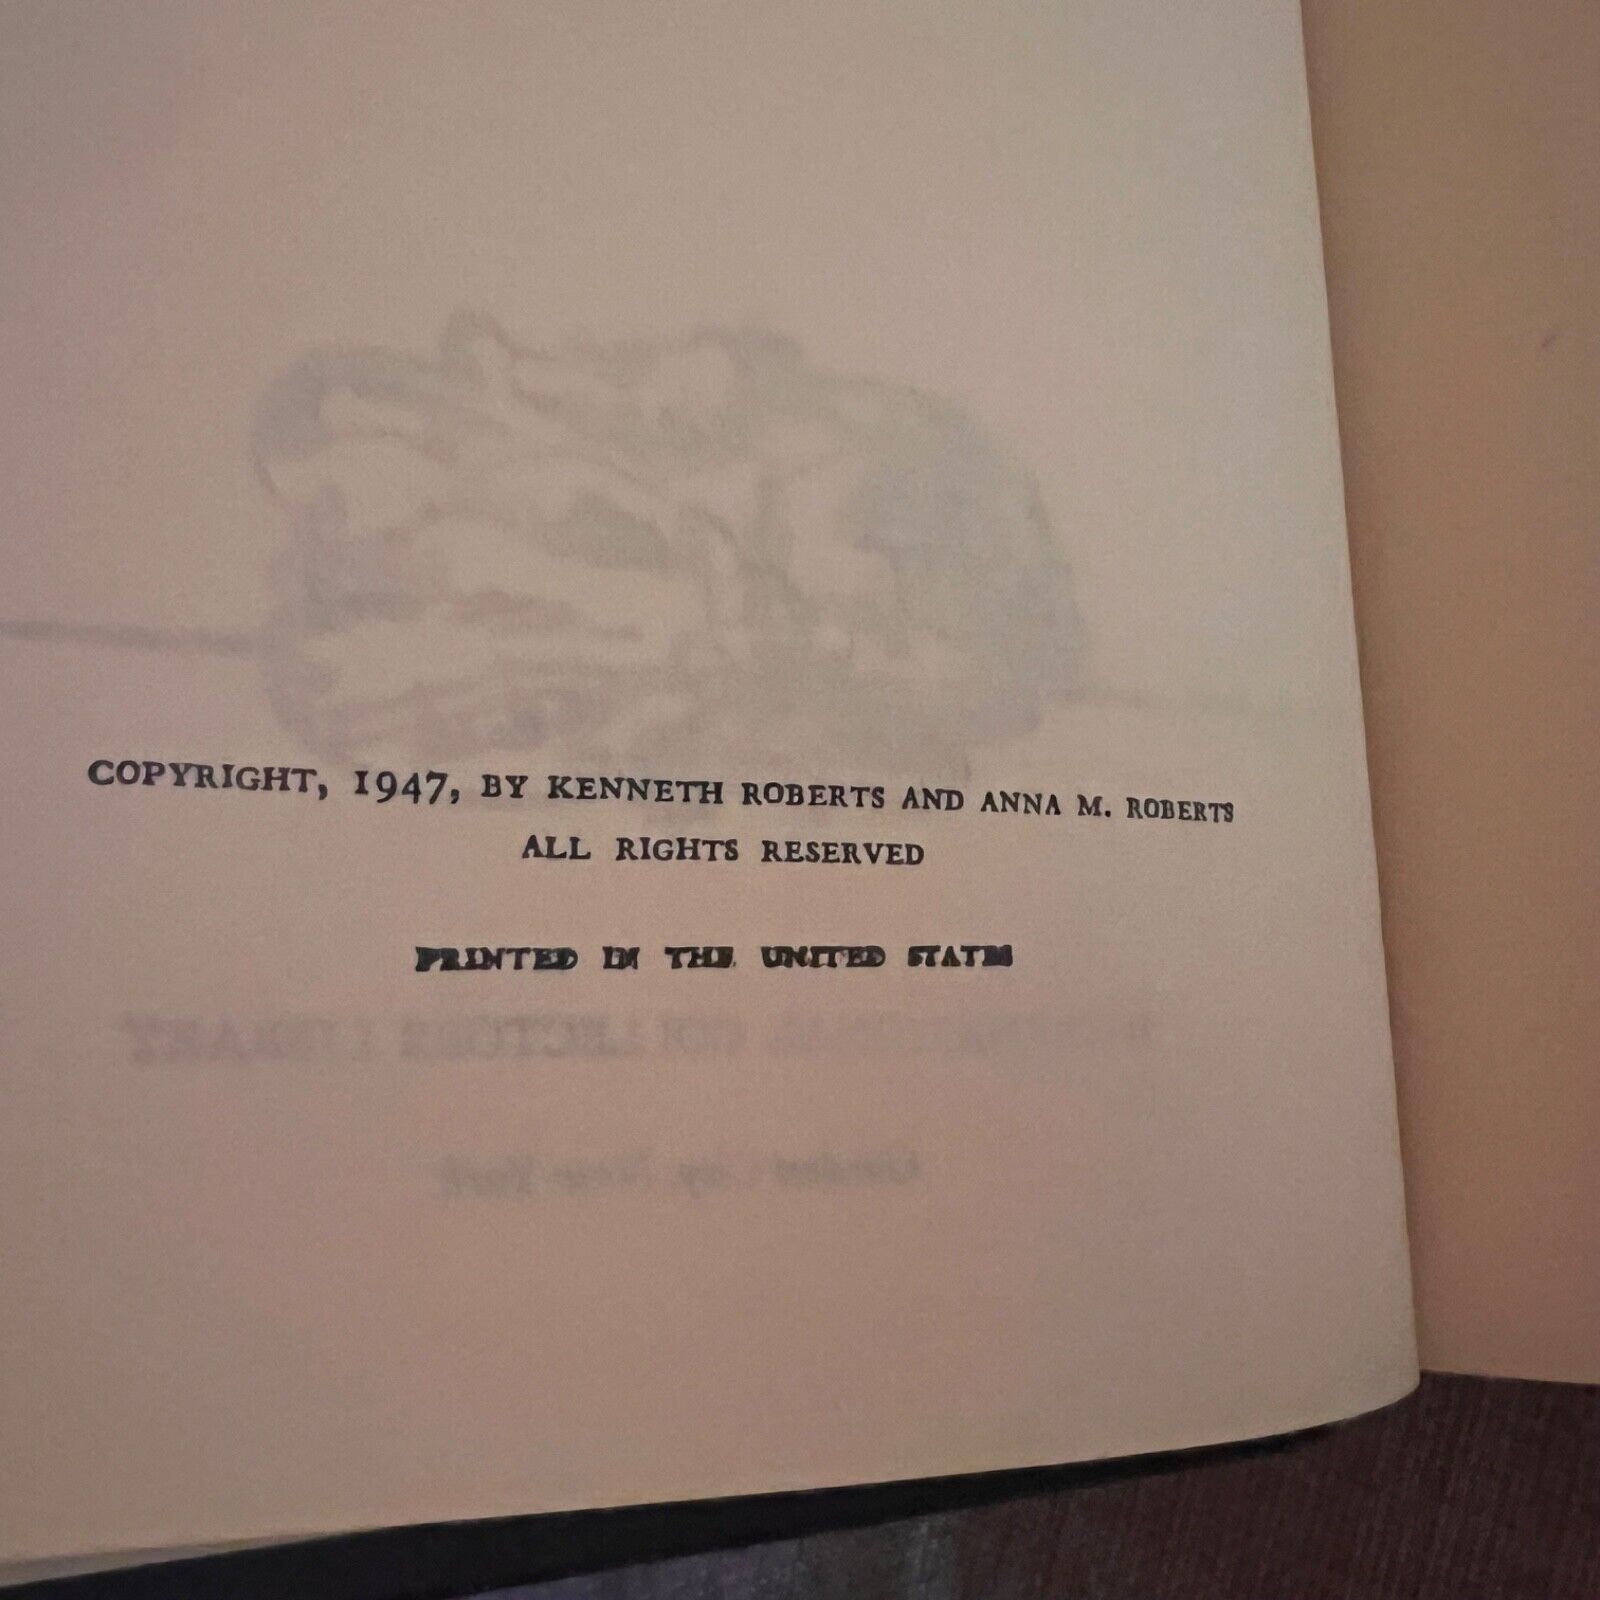 COPYRIGHT, 1947, BY KENNETH ROBERTS AND ANNA M. ROBERTS
ALL RIGHTS RESERVED
PRINTED IN THE UNITED STATES